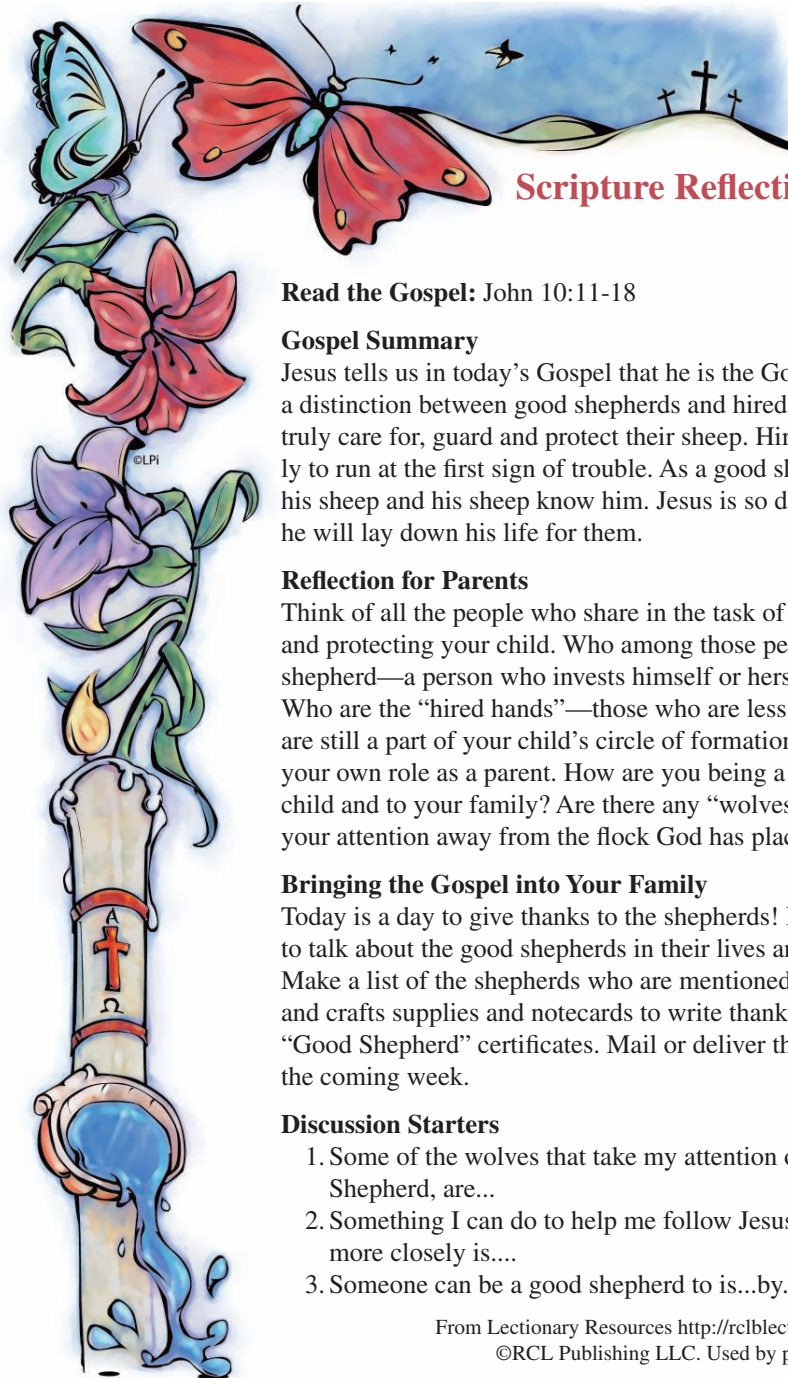 Scripture Reflecti
Read the Gospel: John 10:11-18
Gospel Summary
Jesus tells us in today’s Gospel that he is the Go
a distinction between good shepherds and hired
truly care for, guard and protect their sheep. Hir
ly to run at the first sign of trouble. As a good sh
his sheep and his sheep know him. Jesus is so d
he will lay down his life for them.
Reflection for Parents
Think of all the people who share in the task of
and protecting your child. Who among those pe
shepherd—a person who invests himself or hers
Who are the “hired hands”—those who are less
are still a part of your child’s circle of formation
your own role as a parent. How are you being a
child and to your family? Are there any “wolves
your attention away from the flock God has plac
Bringing the Gospel into Your Family
Today is a day to give thanks to the shepherds!
to talk about the good shepherds in their lives an
Make a list of the shepherds who are mentioned
and crafts supplies and notecards to write thank
“Good Shepherd” certificates. Mail or deliver th
the coming week.
Discussion Starters
1. Some of the wolves that take my attention o
Shepherd, are...
2. Something I can do to help me follow Jesus
more closely is....
3. Someone can be a good shepherd to is...by.
From Lectionary Resources http://rclblect
©RCL Publishing LLC. Used by p
©LPi
Α
Ω